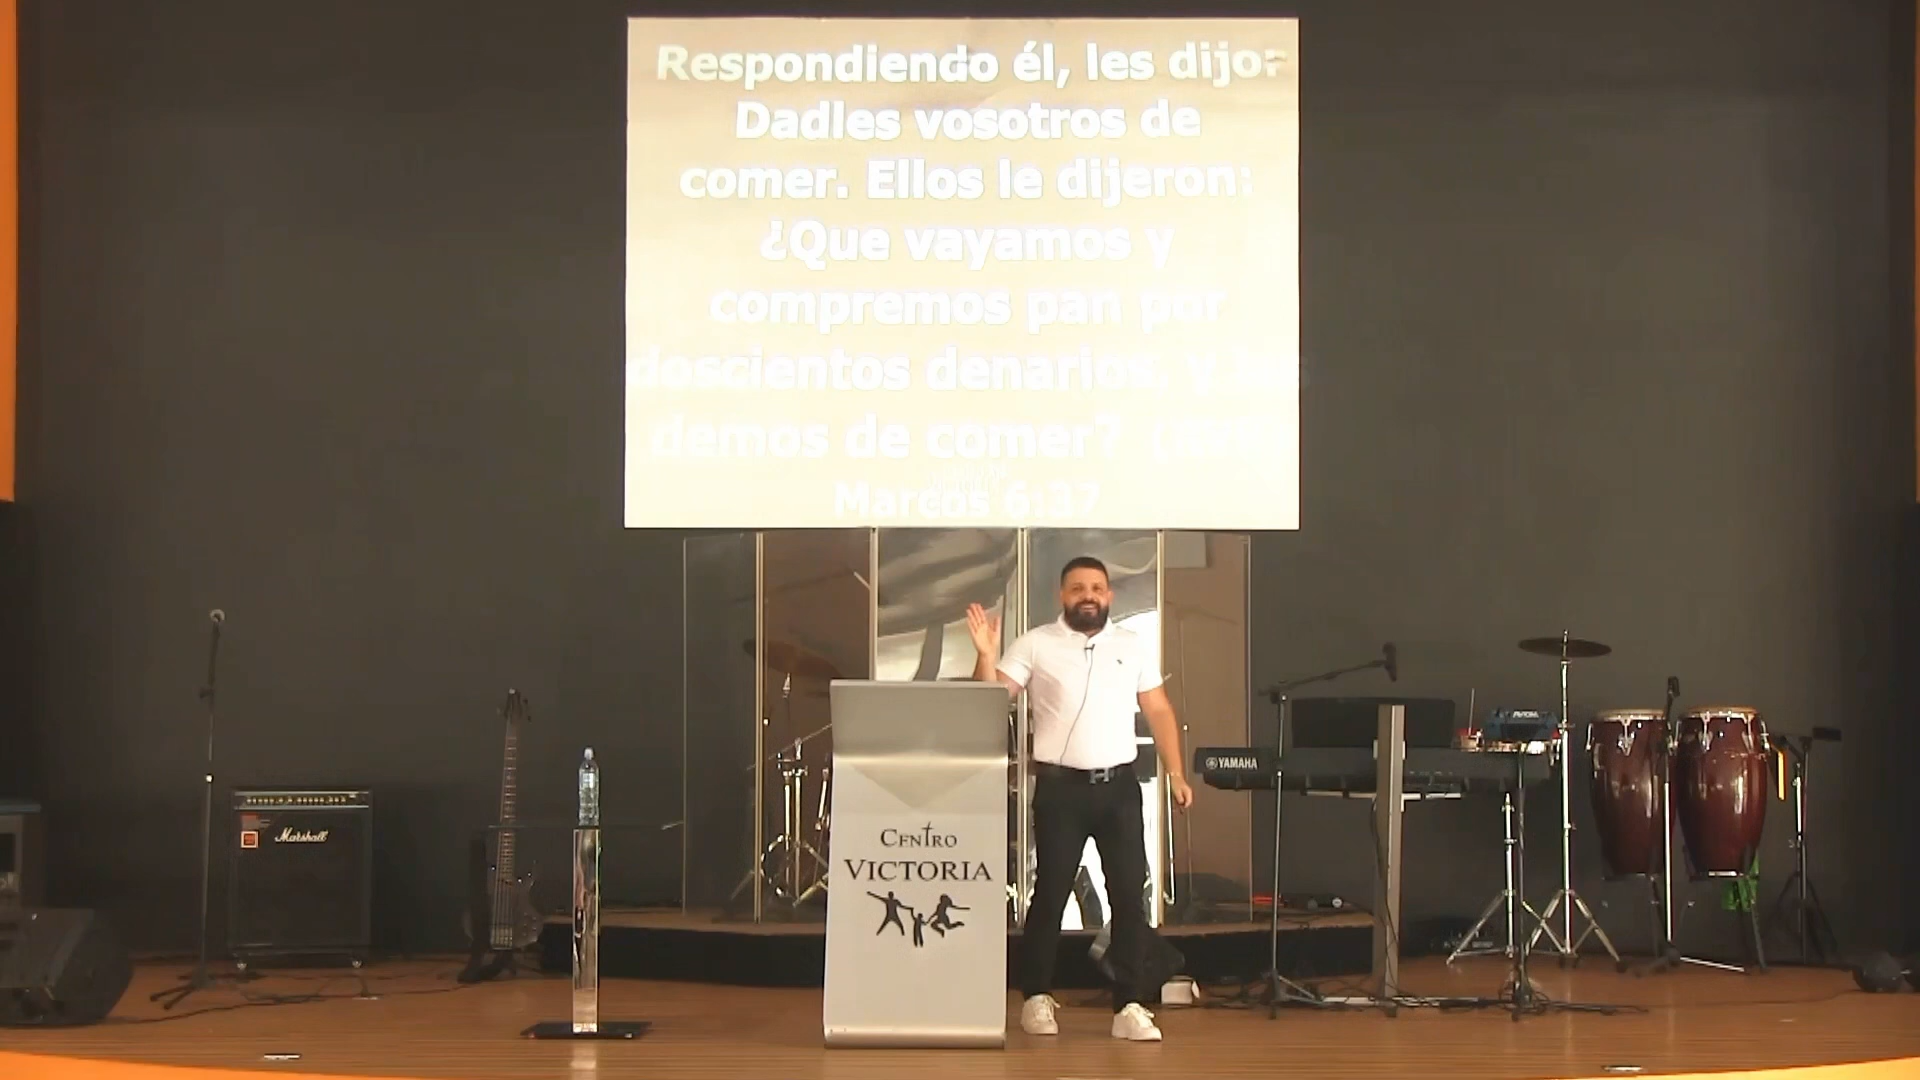 Respondiendo él, les dijo:
Dadles vosotros de
comer. Ellos le dijeron:
¿Que vayamos y
compremos pan por
doscientos denarios, y les
demos de comer?
Marcos 6:37
CENTRO
VICTORIA
Marshall
YAMAHA